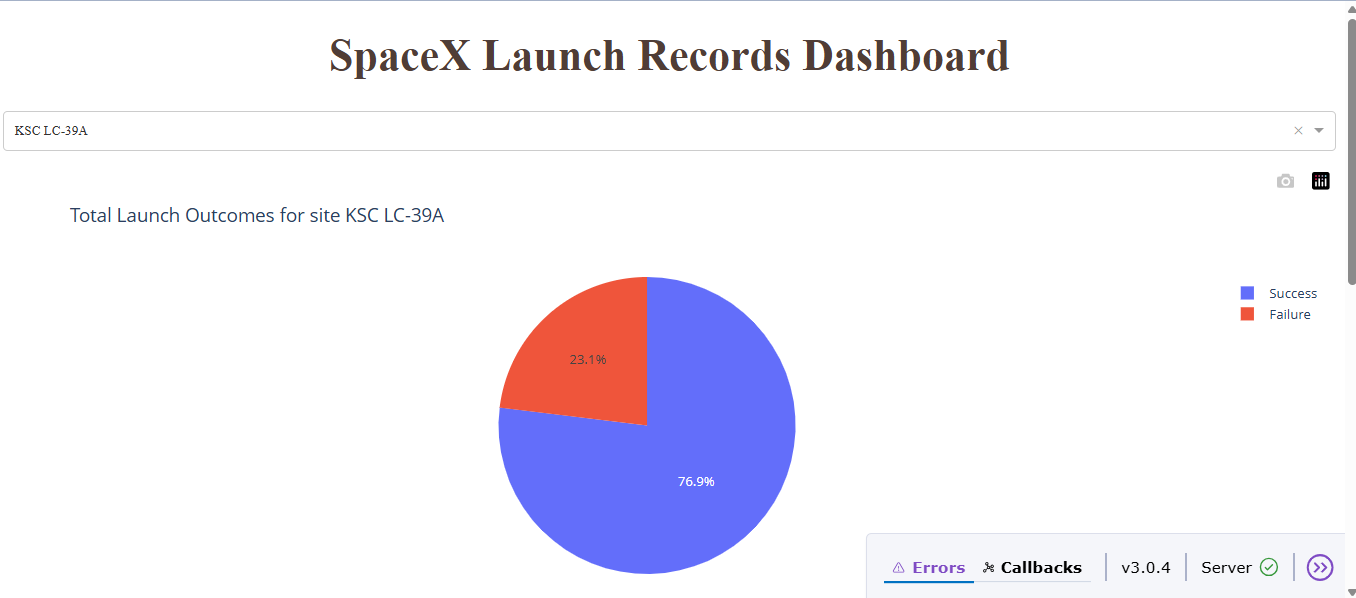 SpaceX Launch Records Dashboard
KSC LC-39A
Total Launch Outcomes for site KSC LC-39A
Success
Failure
23.1%
76.9%
Errors Callbacks v3.0.4 Server